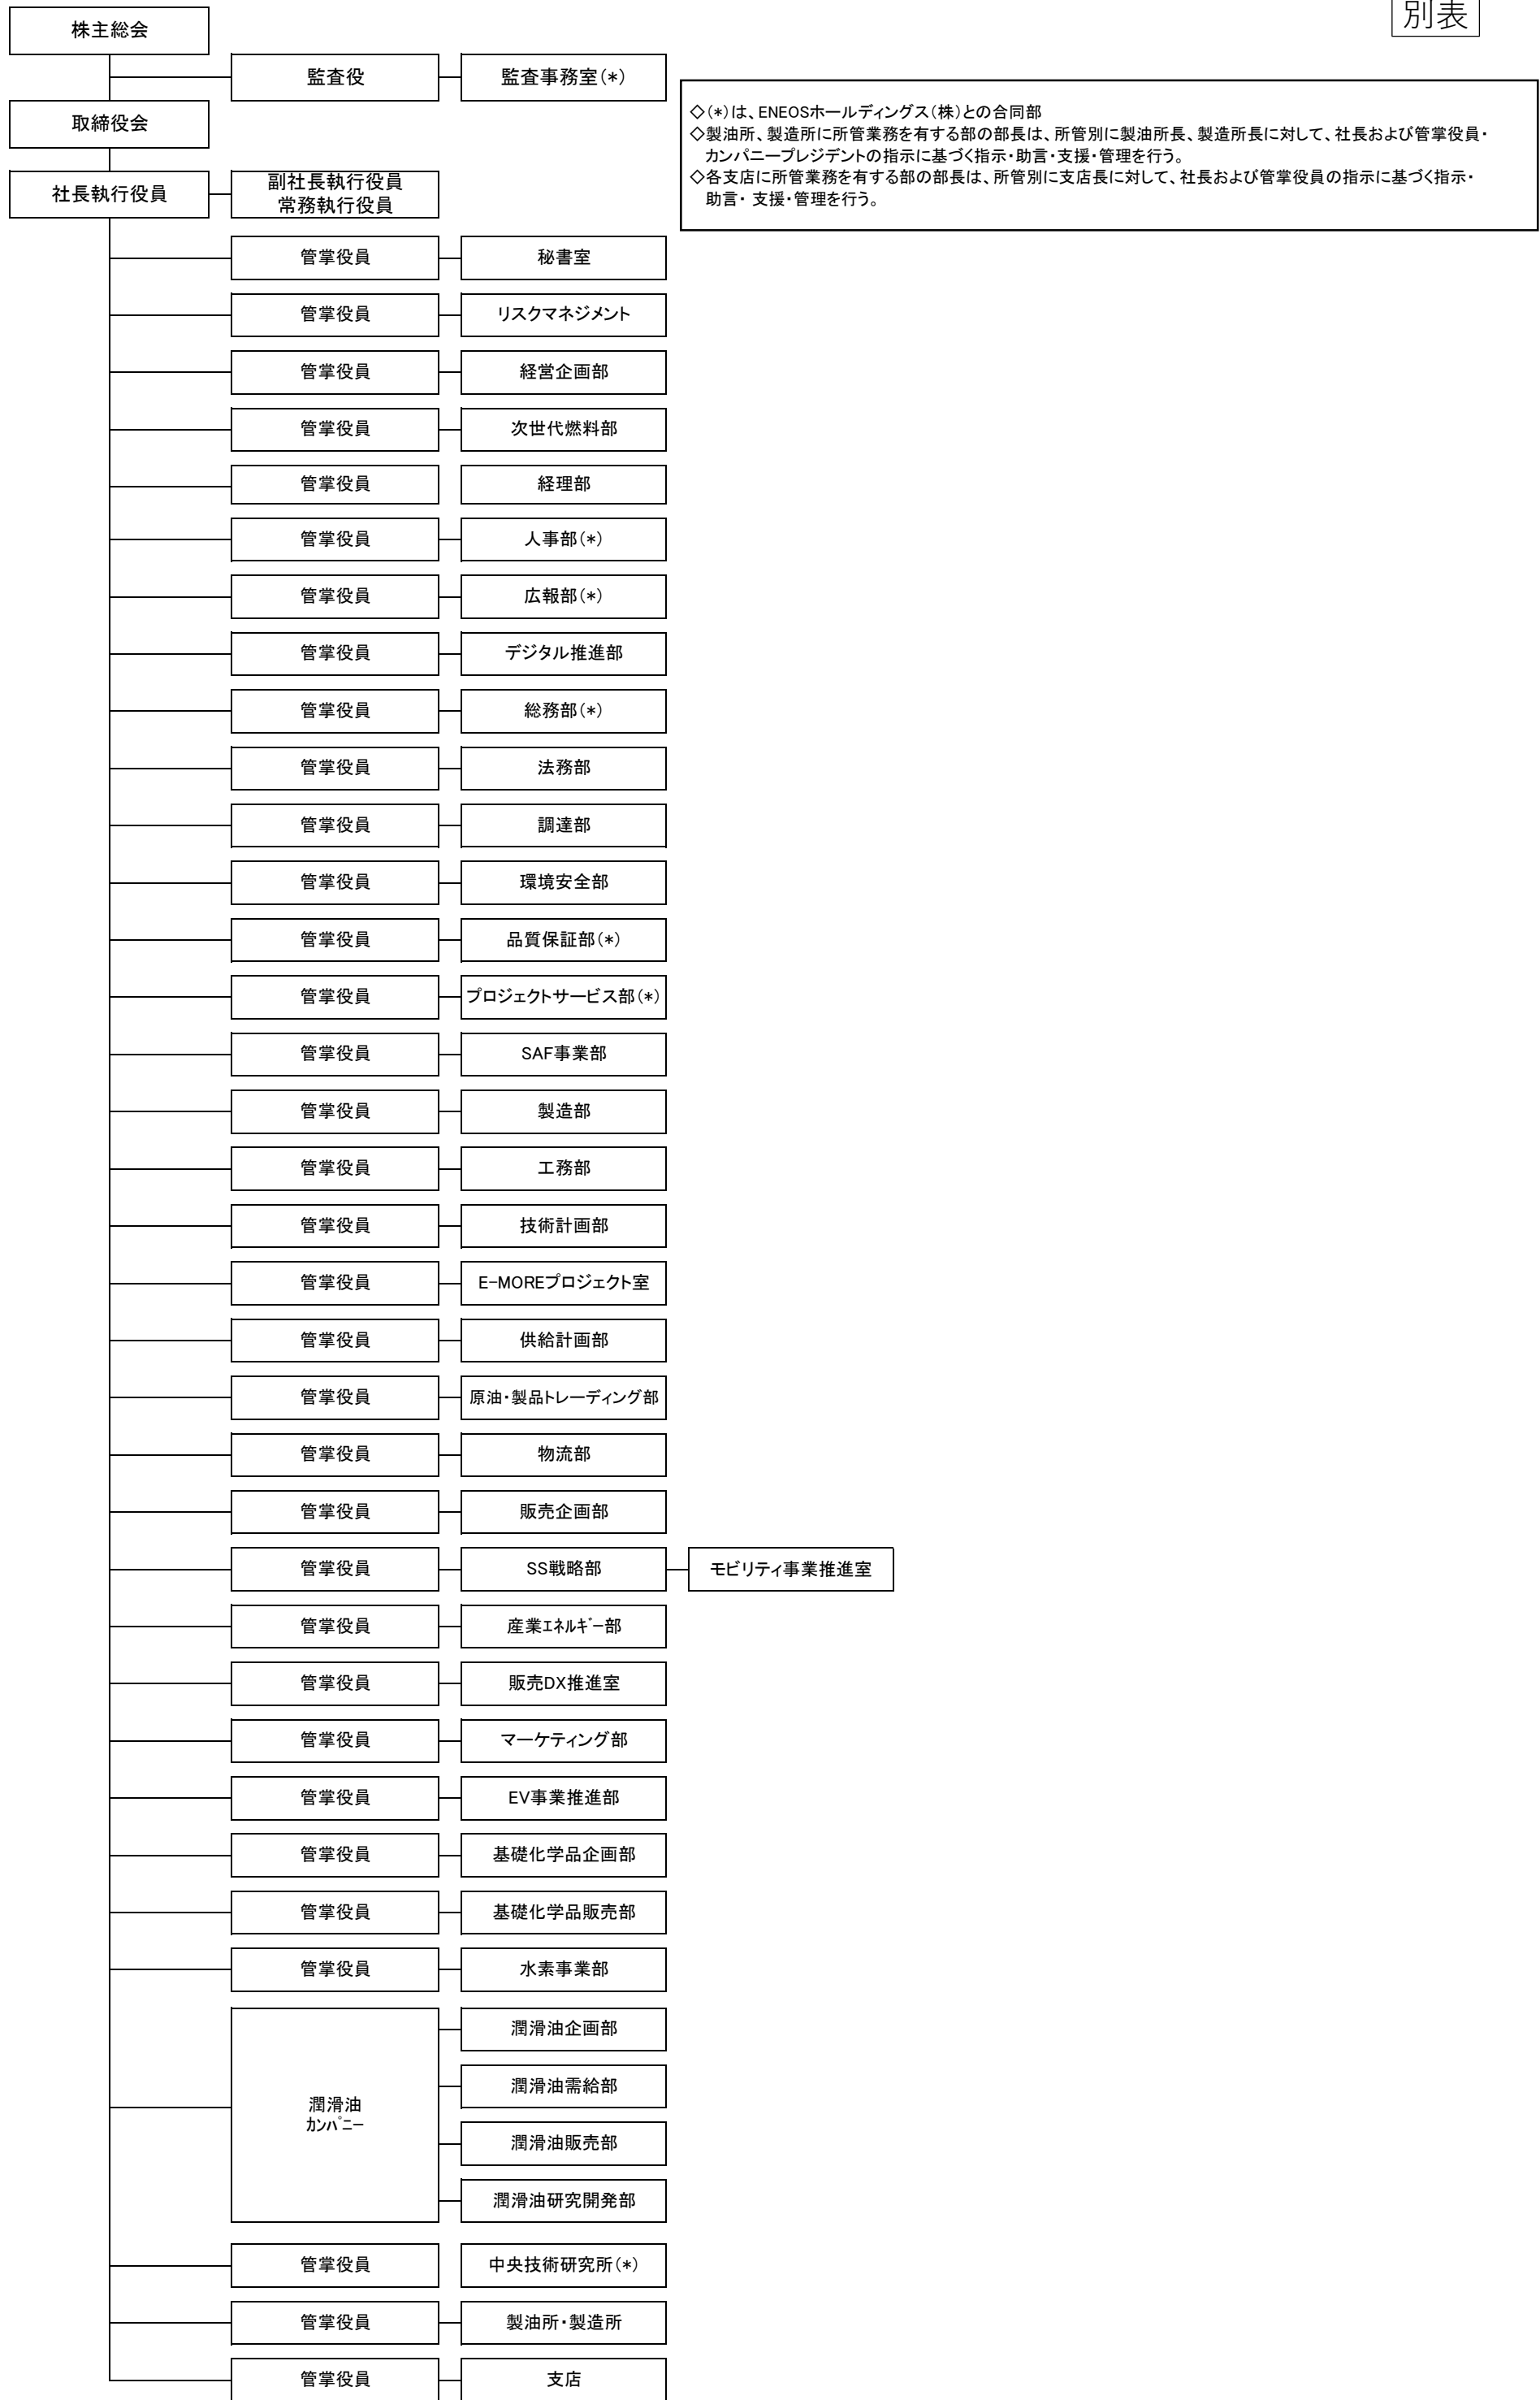 別表
株主総会
監査役
監査事務室(*)
◇(*)は、ENEOSホールディングス(株)との合同部
◇製油所、製造所に所管業務を有する部の部長は、所管別に製油所長、製造所長に対して、社長および管掌役員・
カンパニープレジデントの指示に基づく指示・助言・支援・管理を行う。
◇各支店に所管業務を有する部の部長は、所管別に支店長に対して、社長および管掌役員の指示に基づく指示・
助言・ 支援・管理を行う。
取締役会
社長執行役員
副社長執行役員
常務執行役員
管掌役員
秘書室
管掌役員
リスクマネジメント
管掌役員
経営企画部
管掌役員
次世代燃料部
管掌役員
経理部
管掌役員
人事部(*)
管掌役員
広報部(*)
管掌役員
デジタル推進部
管掌役員
総務部(*)
管掌役員
法務部
管掌役員
調達部
管掌役員
環境安全部
管掌役員
品質保証部(*)
管掌役員
プロジェクトサービス部(*)
管掌役員
SAF事業部
管掌役員
製造部
管掌役員
工務部
管掌役員
技術計画部
管掌役員
E-MOREプロジェクト室
管掌役員
供給計画部
管掌役員
原油・製品トレーディング部
管掌役員
物流部
管掌役員
販売企画部
管掌役員
SS戦略部
モビリティ事業推進室
管掌役員
産業ｴﾈﾙｷﾞｰ部
管掌役員
販売DX推進室
管掌役員
マーケティング部
管掌役員
EV事業推進部
管掌役員
基礎化学品企画部
管掌役員
基礎化学品販売部
管掌役員
水素事業部
潤滑油
ｶﾝﾊﾟﾆｰ
潤滑油企画部
潤滑油需給部
潤滑油販売部
潤滑油研究開発部
管掌役員
中央技術研究所(*)
管掌役員
製油所・製造所
管掌役員
支店